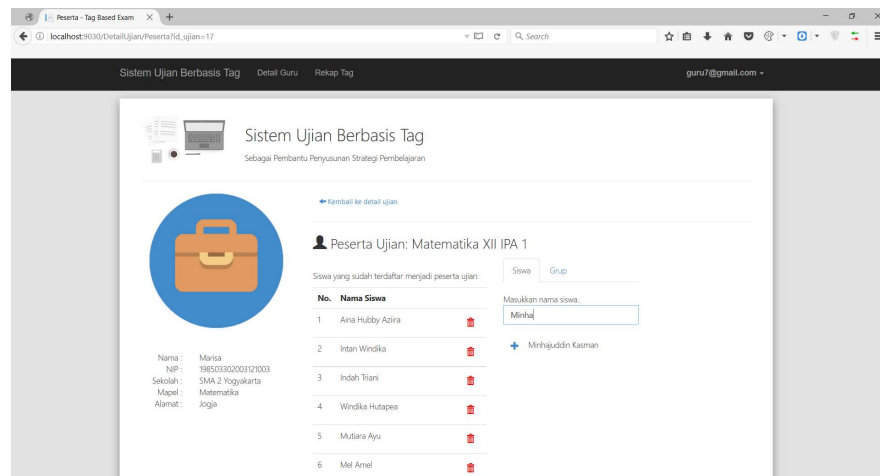 Peserta - Tag Based Exam
localhost:9030/DetailUjian/Peserta?id_ujian=17
Search
Sistem Ujian Berbasis Tag
Detail Guru
Rekap Tag
guru7@gmail.com
Sistem Ujian Berbasis Tag
Sebagai Pembantu Penyusunan Strategi Pembelajaran
Kembali ke detail ujian
Peserta Ujian: Matematika XII IPA 1
Siswa yang sudah terdaftar menjadi peserta ujian:
No. Nama Siswa
1 Aina Hubby Aziira
2 Intan Windika
3 Indah Triani
4 Windika Hutapea
5 Mutiara Ayu
6 Mel Amel
Siswa
Grup
Masukkan nama siswa..
Minha
Minhajuddin Kasman
Nama : Marisa
NIP : 198503302003121003
Sekolah : SMA 2 Yogyakarta
Mapel : Matematika
Alamat : Jogja